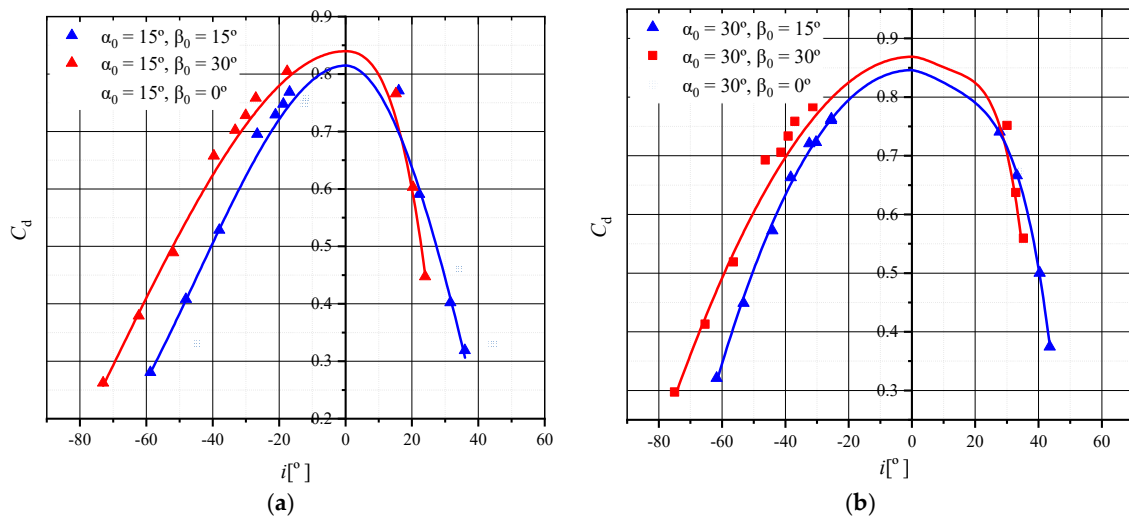 0.9
α0 = 15º, β0 = 15º
α0 = 15º, β0 = 30º
α0 = 15º, β0 = 0º
0.8
0.7
0.6
0.5
0.4
0.3
0.2
Cd
-80 -60 -40 -20 0 20 40 60
i[º]
(a)
0.9
α0 = 30º, β0 = 15º
α0 = 30º, β0 = 30º
α0 = 30º, β0 = 0º
0.8
0.7
0.6
0.5
0.4
0.3
Cd
-80 -60 -40 -20 0 20 40 60
i[º]
(b)